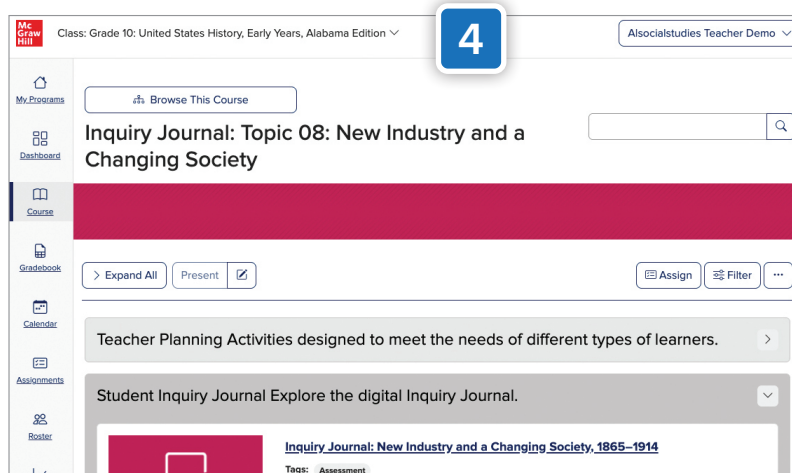 Mc
Graw
Hill
Class: Grade 10: United States History, Early Years, Alabama Edition
4
Alsocialstudies Teacher Demo
My Programs
Browse This Course
Inquiry Journal: Topic 08: New Industry and a
Changing Society
Dashboard
Course
Gradebook
Expand All
Present
Assign
Filter
...
Calendar
Teacher Planning Activities designed to meet the needs of different types of learners.
Assignments
Student Inquiry Journal Explore the digital Inquiry Journal.
Roster
Inquiry Journal: New Industry and a Changing Society, 1865–1914
Tags: Assessment